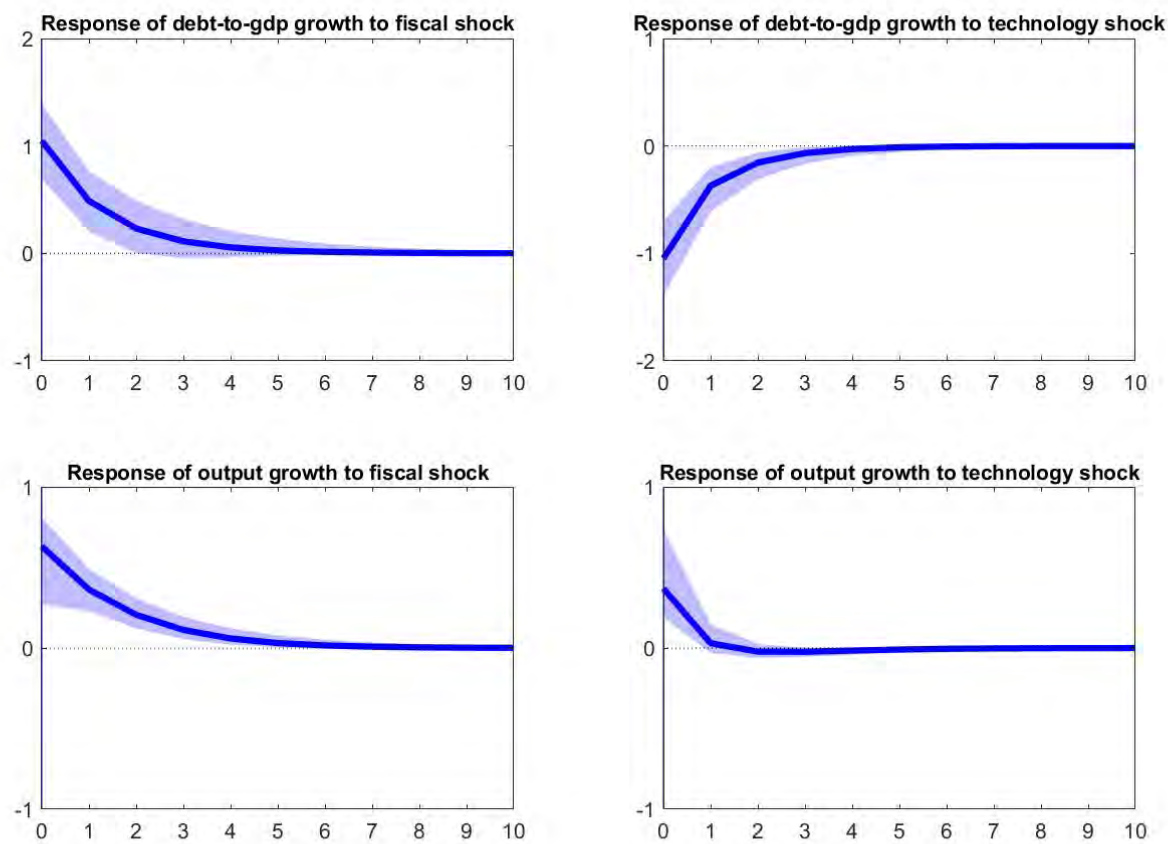 Response of debt-to-gdp growth to fiscal shock
2
1
0
-1
0 1 2 3 4 5 6 7 8 9 10
Response of debt-to-gdp growth to technology shock
1
0
-1
-2
0 1 2 3 4 5 6 7 8 9 10
Response of output growth to fiscal shock
1
0
-1
0 1 2 3 4 5 6 7 8 9 10
Response of output growth to technology shock
1
0
-1
0 1 2 3 4 5 6 7 8 9 10